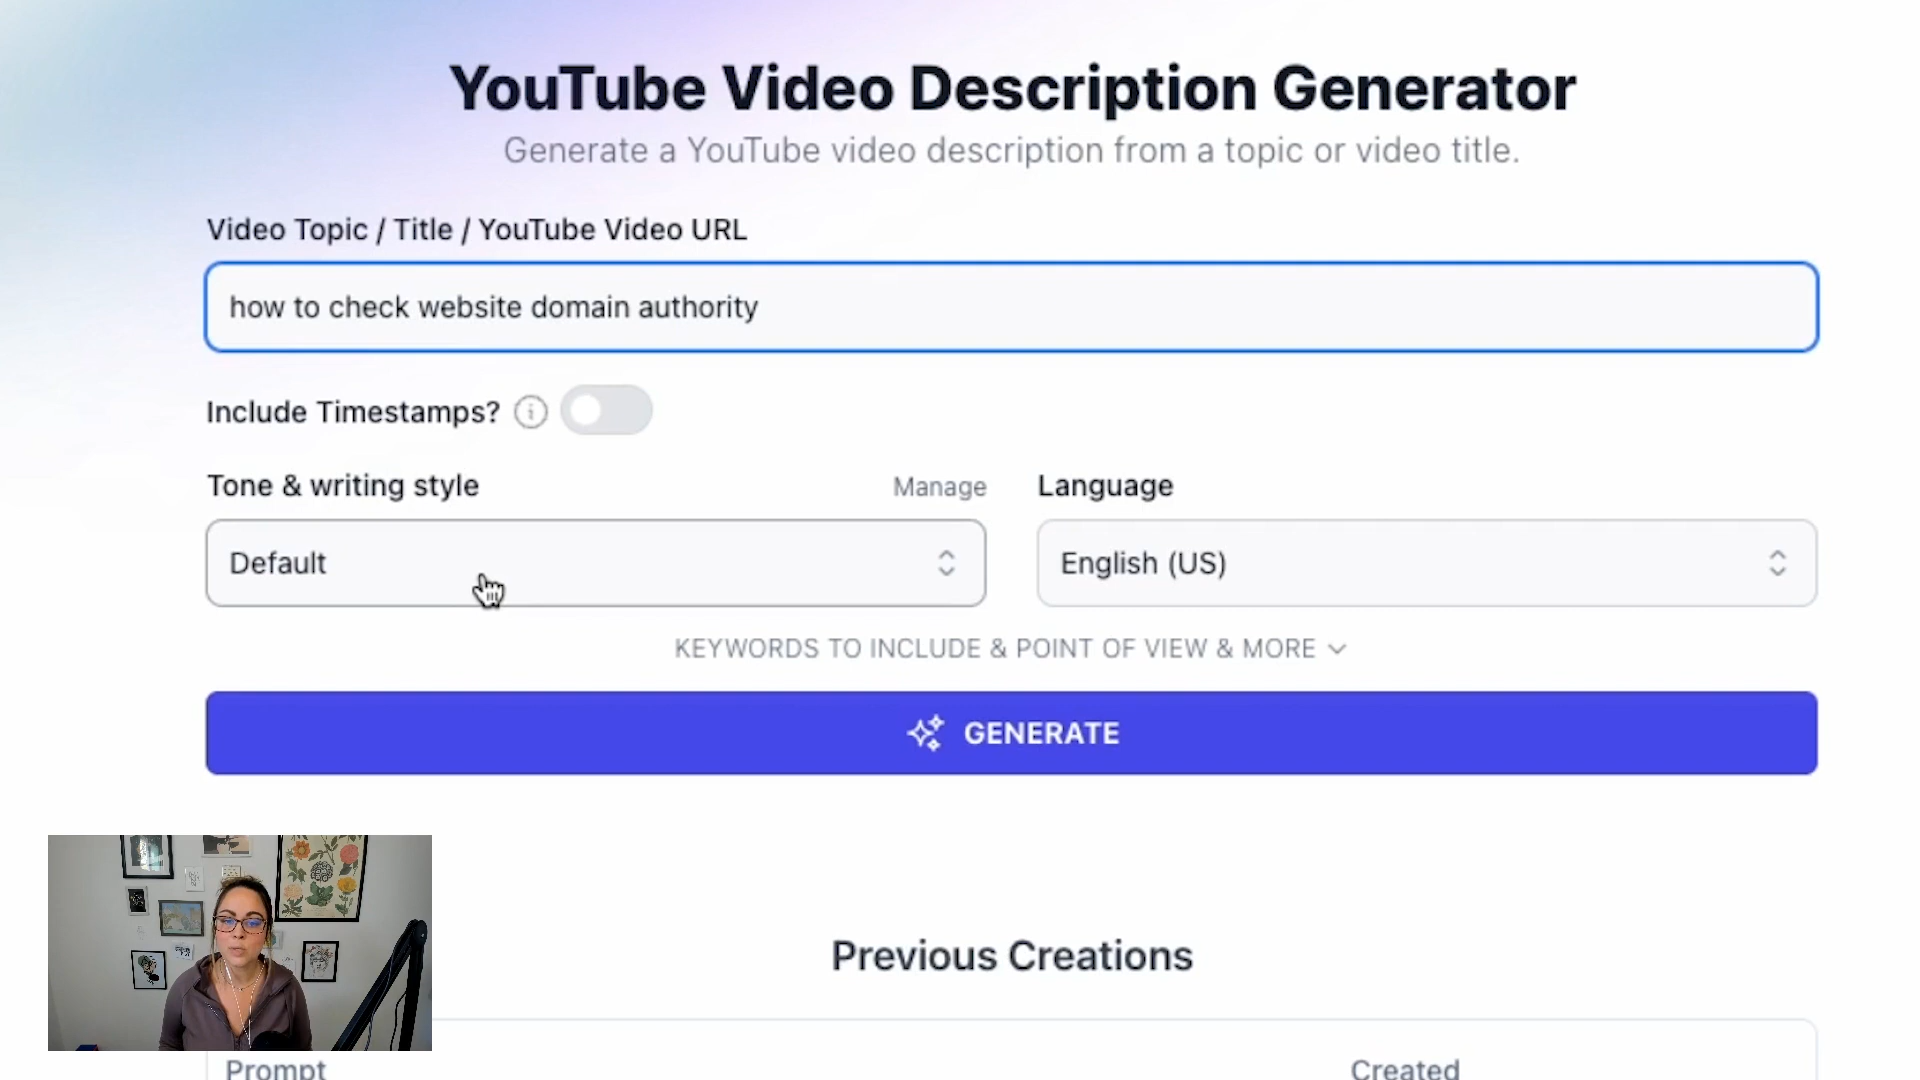 YouTube Video Description Generator
Generate a YouTube video description from a topic or video title.
Video Topic / Title / YouTube Video URL
how to check website domain authority
Include Timestamps?
Tone & writing style
Manage
Language
Default
English (US)
KEYWORDS TO INCLUDE & POINT OF VIEW & MORE
GENERATE
Previous Creations
Prompt
Created